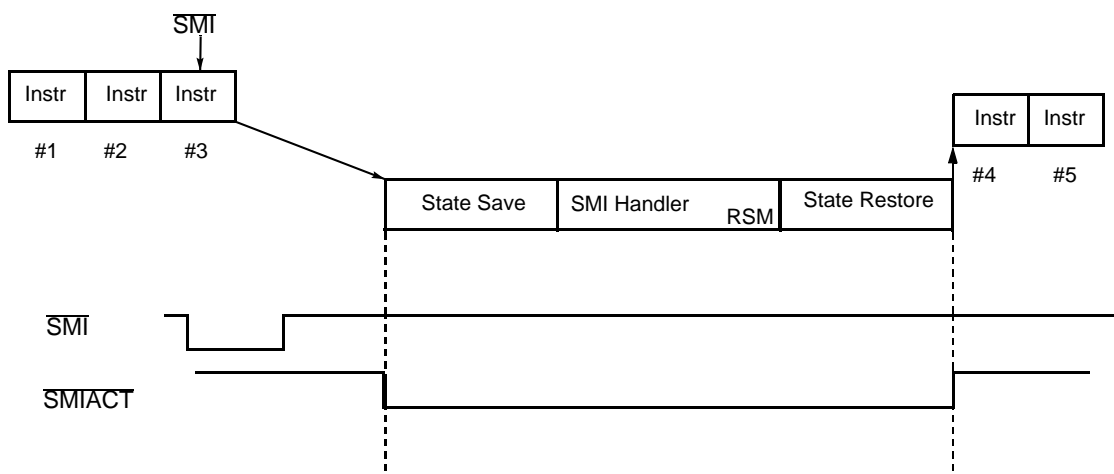 SMI
Instr Instr Instr
#1 #2 #3
Instr Instr
#4 #5
State Save SMI Handler RSM State Restore
SMI
SMIACT